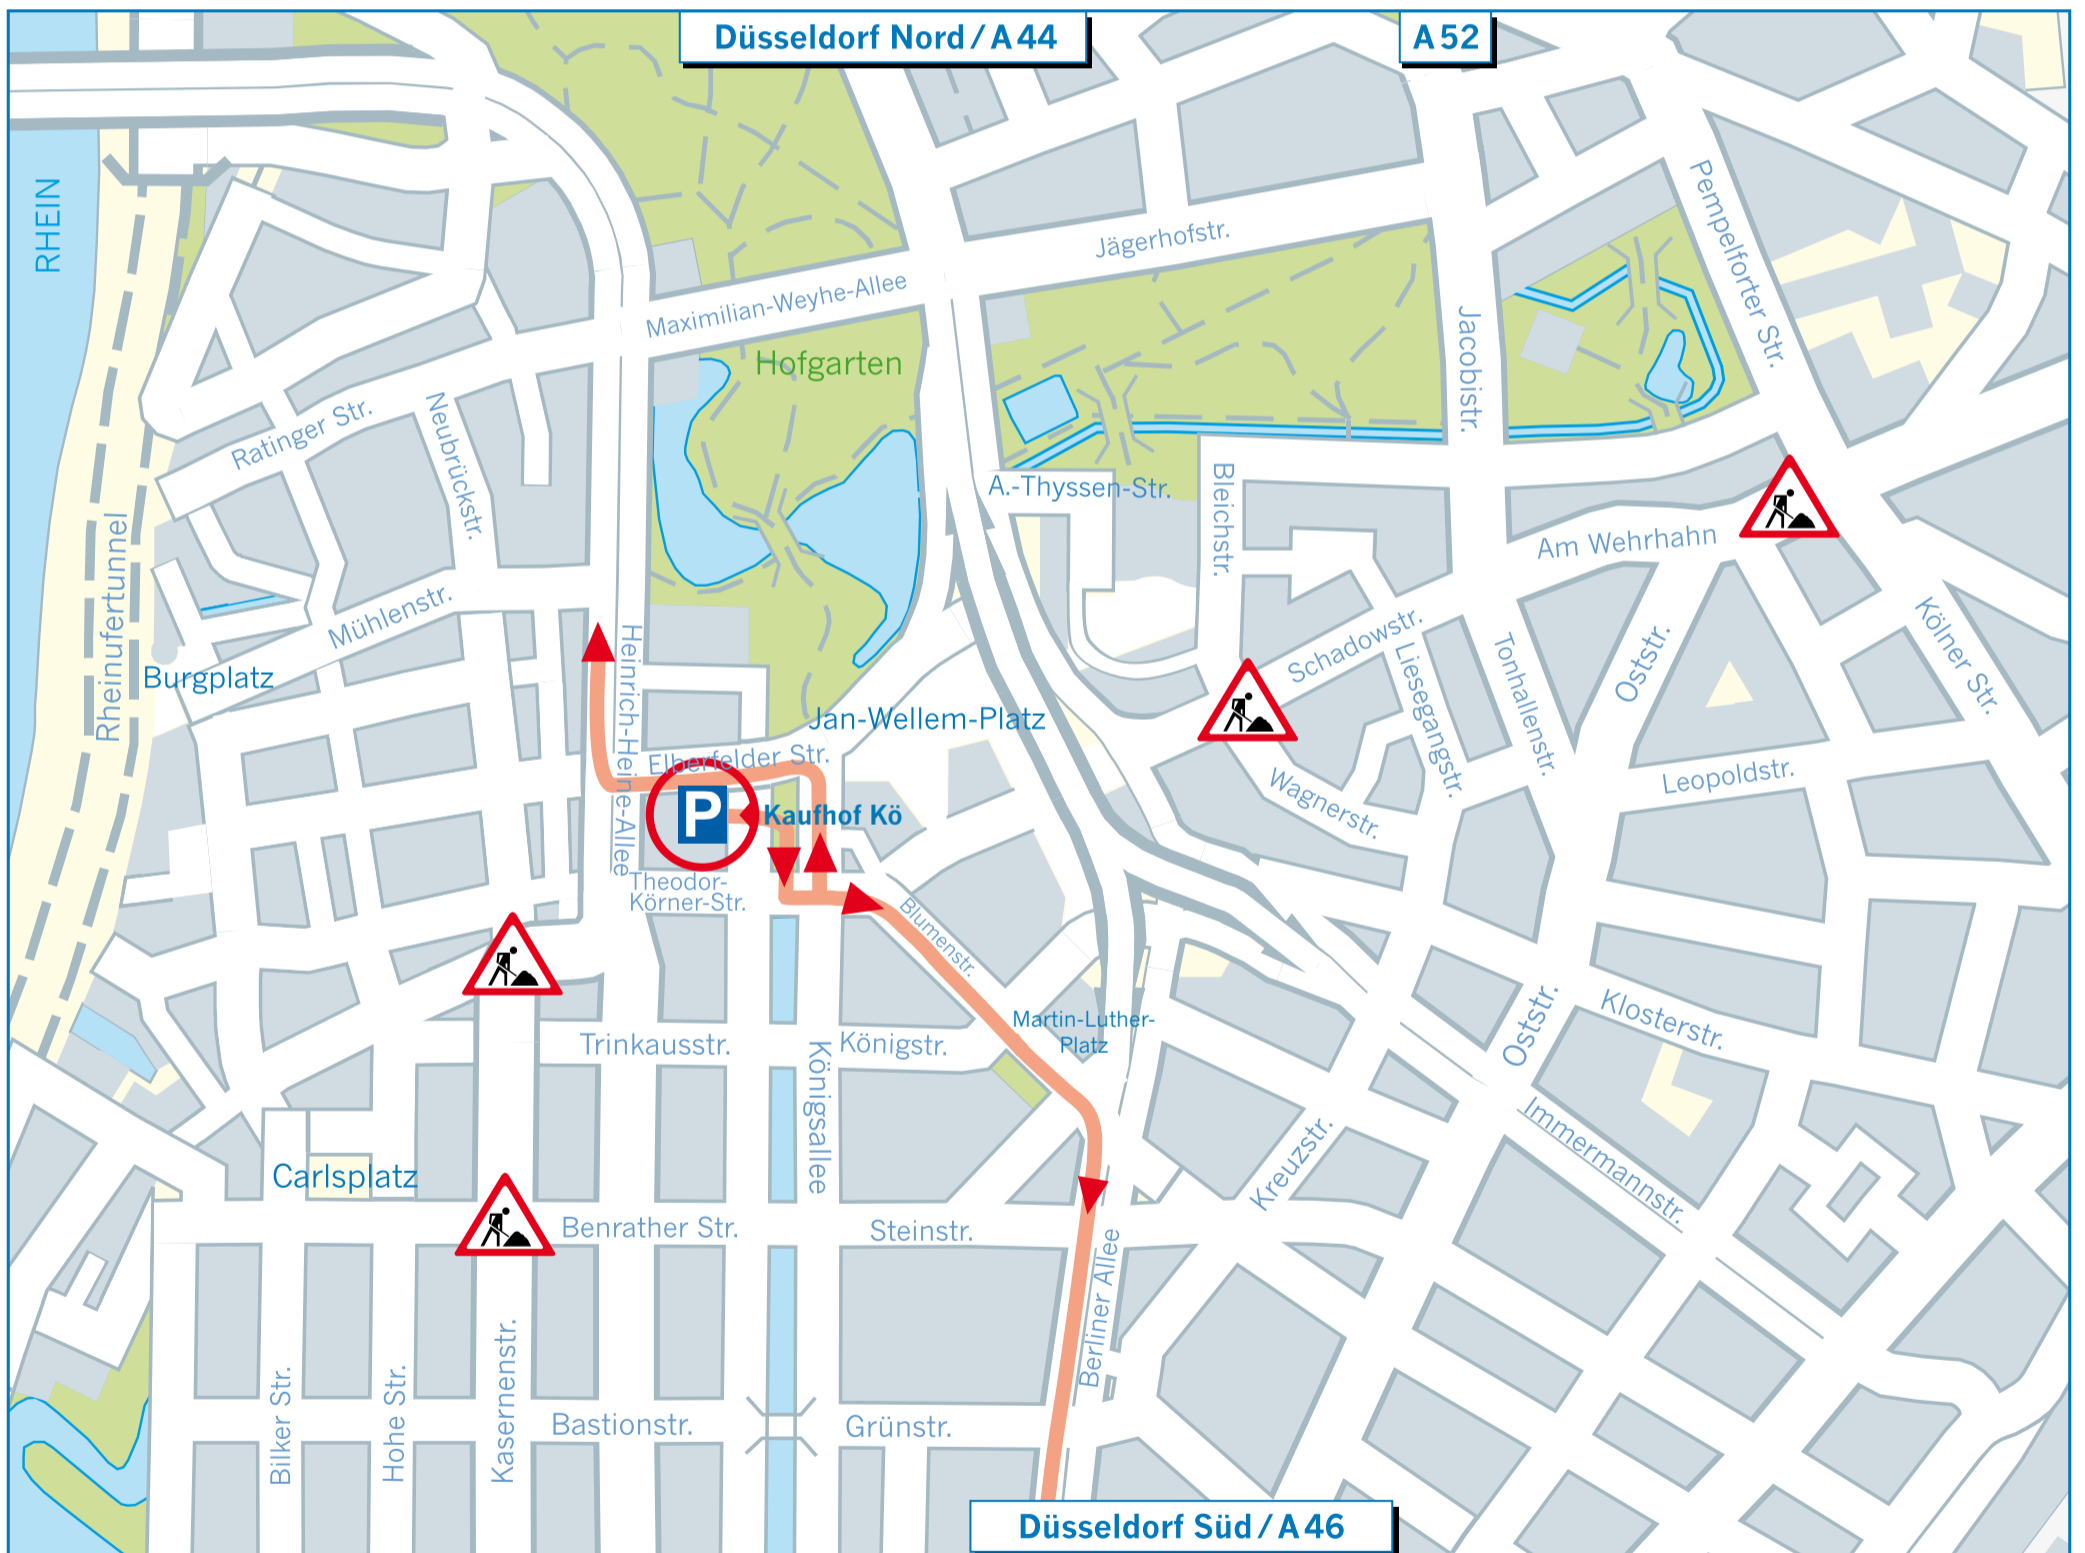 Düsseldorf Nord / A 44
A 52
RHEIN
Pempelforter Str.
Jägerhofstr.
Maximilian-Weyhe-Allee
Jacobistr.
Hofgarten
Ratinger Str.
Neubrückstr.
A.-Thyssen-Str.
Bleichstr.
Am Wehrhahn
Rheinufertunnel
Mühlenstr.
Kölner Str.
Schadowstr.
Oststr.
Burgplatz
Heinrich-Heine-Allee
Liesegangstr.
Tonhallenstr.
Jan-Wellem-Platz
Elberfelder Str.
Leopoldstr.
Wagnerstr.
P
Kaufhof Kö
Theodor-
Körner-Str.
Blumenstr.
Martin-Luther-
Platz
Oststr.
Klosterstr.
Trinkausstr.
Königstr.
Königsallee
Immermannstr.
Kreuzstr.
Carlsplatz
Benrather Str.
Steinstr.
Berliner Allee
Bilker Str.
Hohe Str.
Kasernenstr.
Bastionstr.
Grünstr.
Düsseldorf Süd / A 46